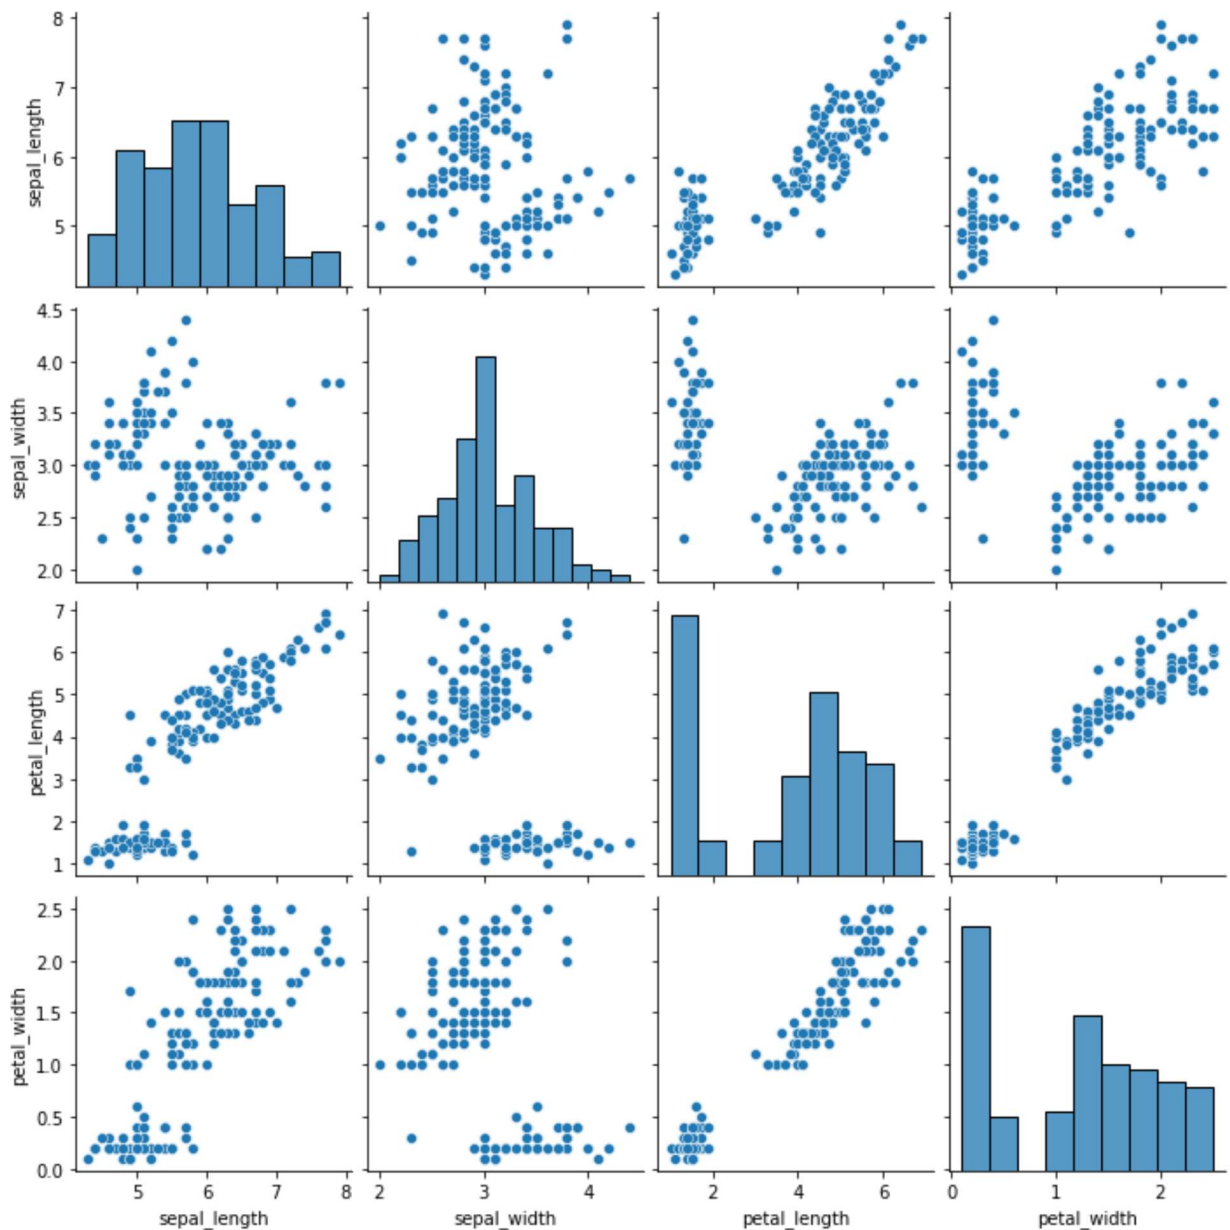 8
7
6
5
sepal_length
4.5
4.0
3.5
3.0
2.5
2.0
sepal_width
7
6
5
4
3
2
1
petal_length
2.5
2.0
1.5
1.0
0.5
0.0
petal_width
5 6 7 8
2 3 4
2 4 6
0 1 2
sepal_length sepal_width petal_length petal_width